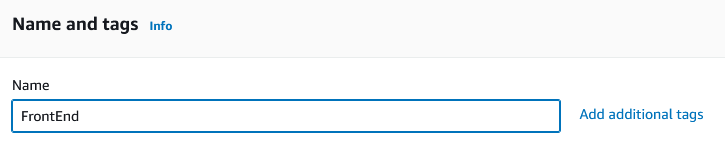 Name and tags Info
Name
FrontEnd
Add additional tags